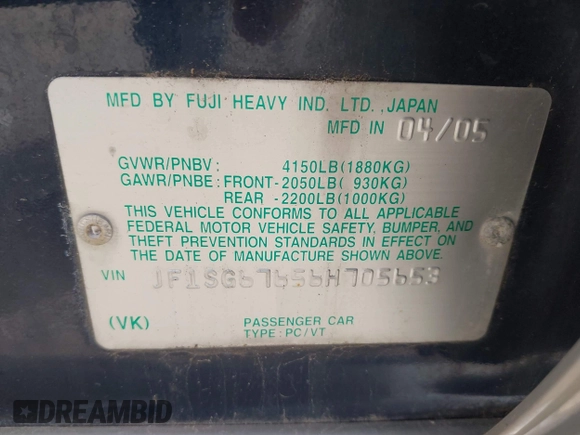 MFD BY FUJI HEAVY IND. LTD., JAPAN
MFD IN 04/05
GVWR/PNBV: 4150LB(1880KG)
GAWR/PNBE: FRONT-2050LB( 930KG)
REAR -2200LB(1000KG)
THIS VEHICLE CONFORMS TO ALL APPLICABLE
FEDERAL MOTOR VEHICLE SAFETY, BUMPER, AND
THEFT PREVENTION STANDARDS IN EFFECT ON
THE DATE OF MANUFACTURE SHOWN ABOVE.
VIN JF1SG67656H705653
(VK) PASSENGER CAR
TYPE: PC/VT
DREAMBID